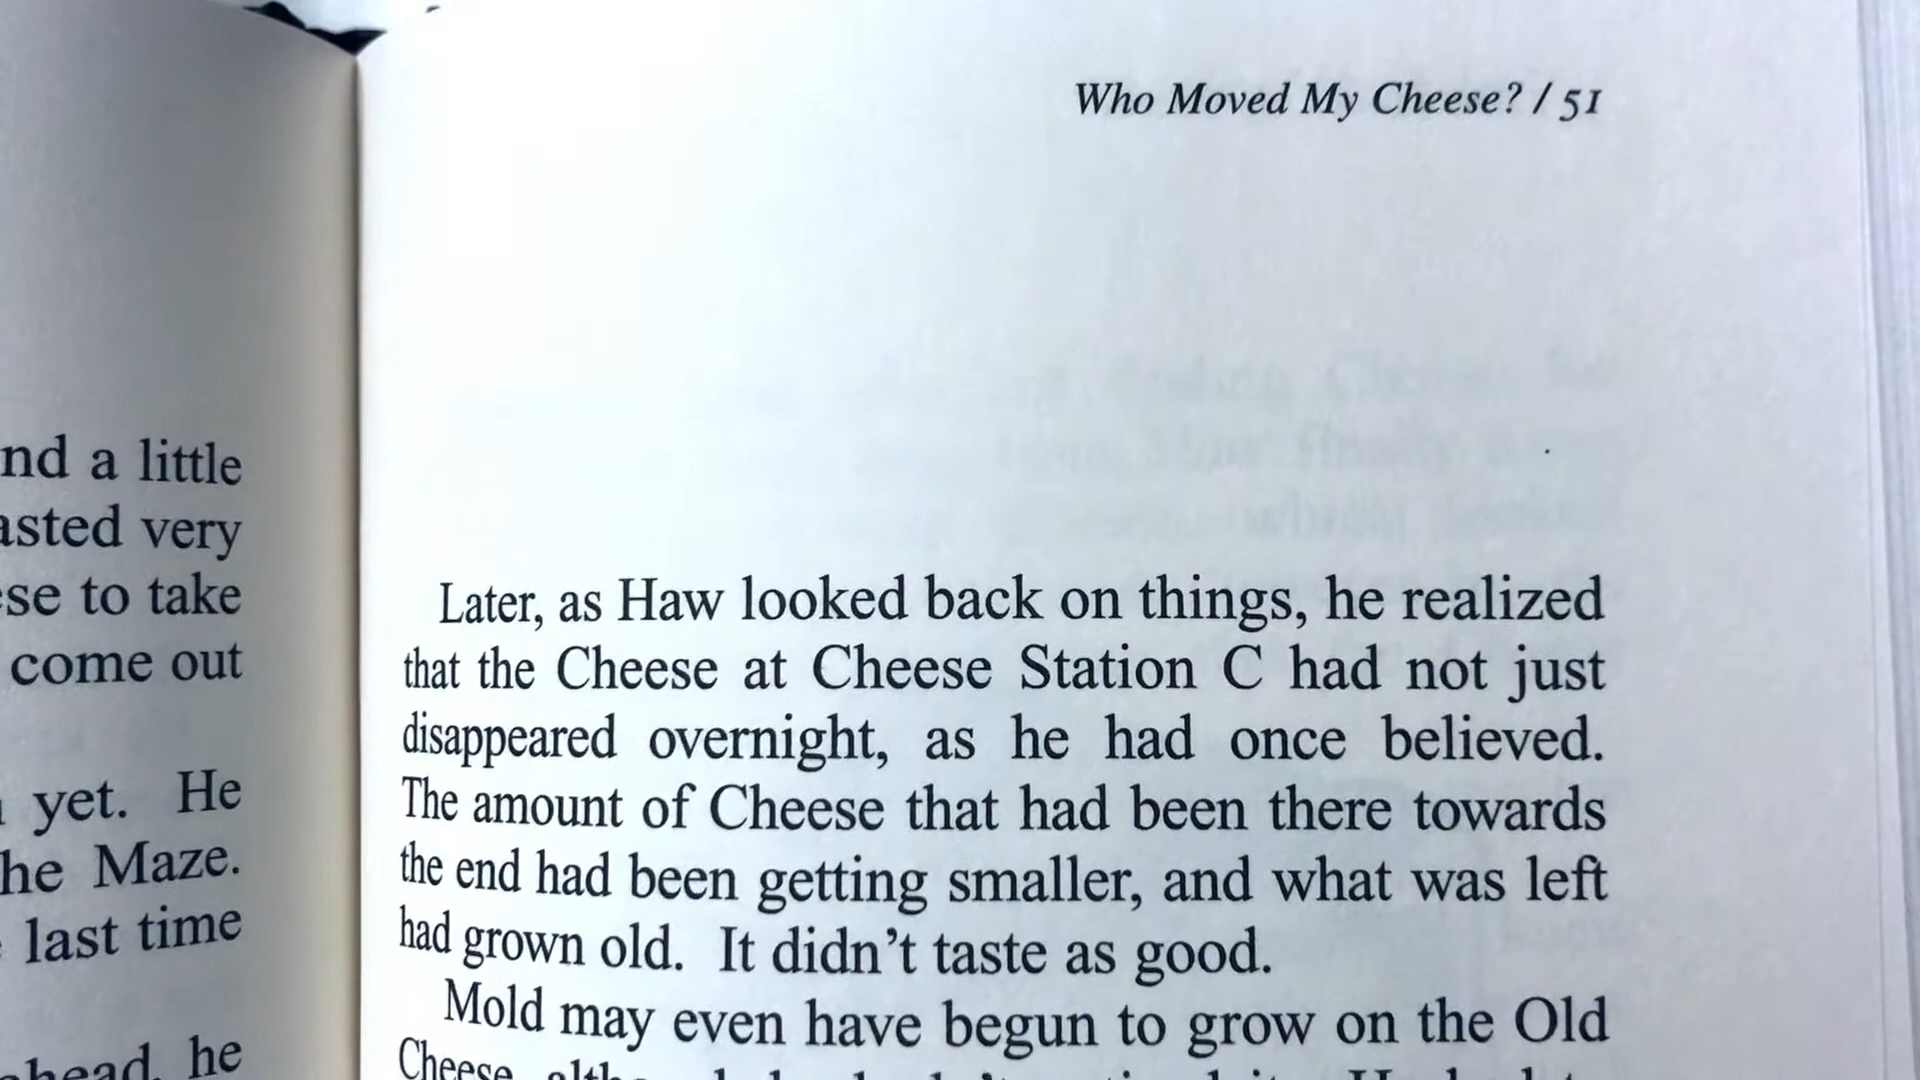 nd a little
asted very
se to take
come out
yet. He
he Maze.
last time
ahead, he
Who Moved My Cheese? / 51
Later, as Haw looked back on things, he realized
that the Cheese at Cheese Station C had not just
disappeared overnight, as he had once believed.
The amount of Cheese that had been there towards
the end had been getting smaller, and what was left
had grown old. It didn't taste as good.
Mold may even have begun to grow on the Old
Cheese